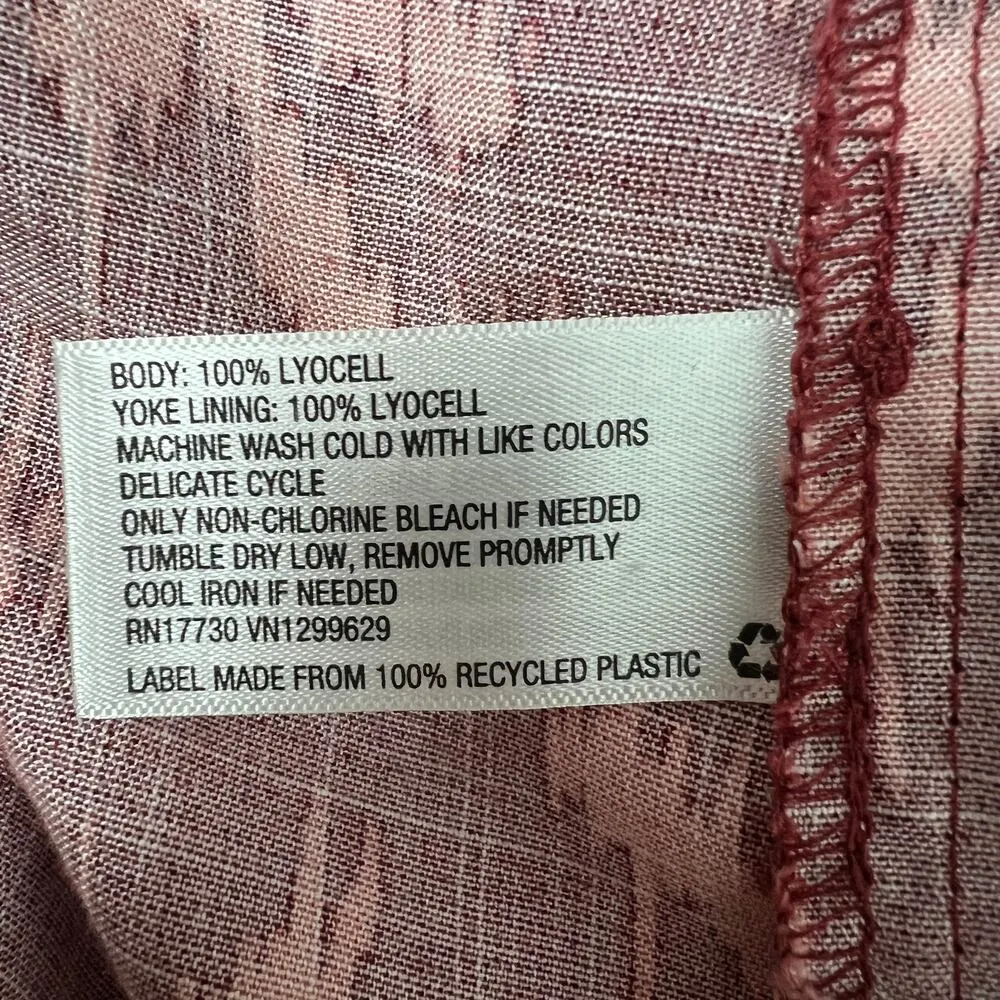 BODY: 100% LYOCELL
YOKE LINING: 100% LYOCELL
MACHINE WASH COLD WITH LIKE COLORS
DELICATE CYCLE
ONLY NON-CHLORINE BLEACH IF NEEDED
TUMBLE DRY LOW, REMOVE PROMPTLY
COOL IRON IF NEEDED
RN17730 VN1299629
LABEL MADE FROM 100% RECYCLED PLASTIC